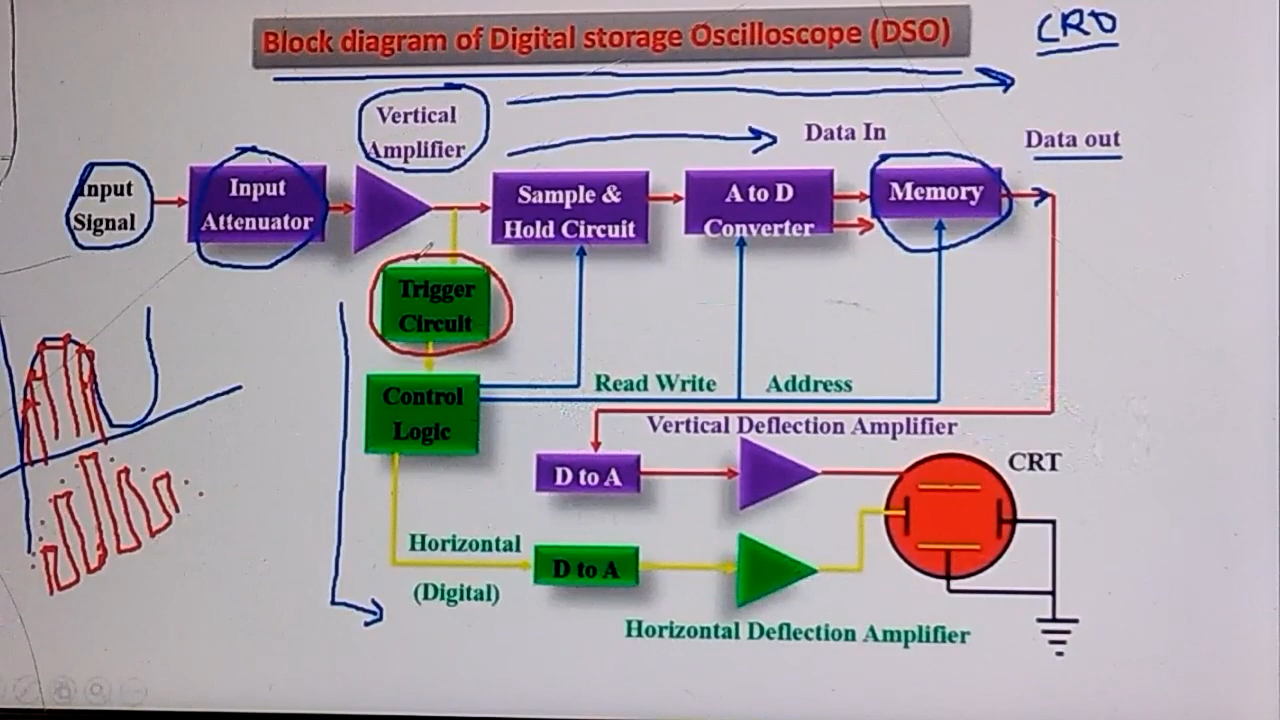 Block diagram of Digital storage Oscilloscope (DSO)
CRO
Vertical
Amplifier
Data In
Data out
Input
Signal
Input
Attenuator
Sample &
Hold Circuit
A to D
Converter
Memory
Trigger
Circuit
Control
Logic
Read Write
Address
Vertical Deflection Amplifier
D to A
CRT
Horizontal
(Digital)
D to A
Horizontal Deflection Amplifier